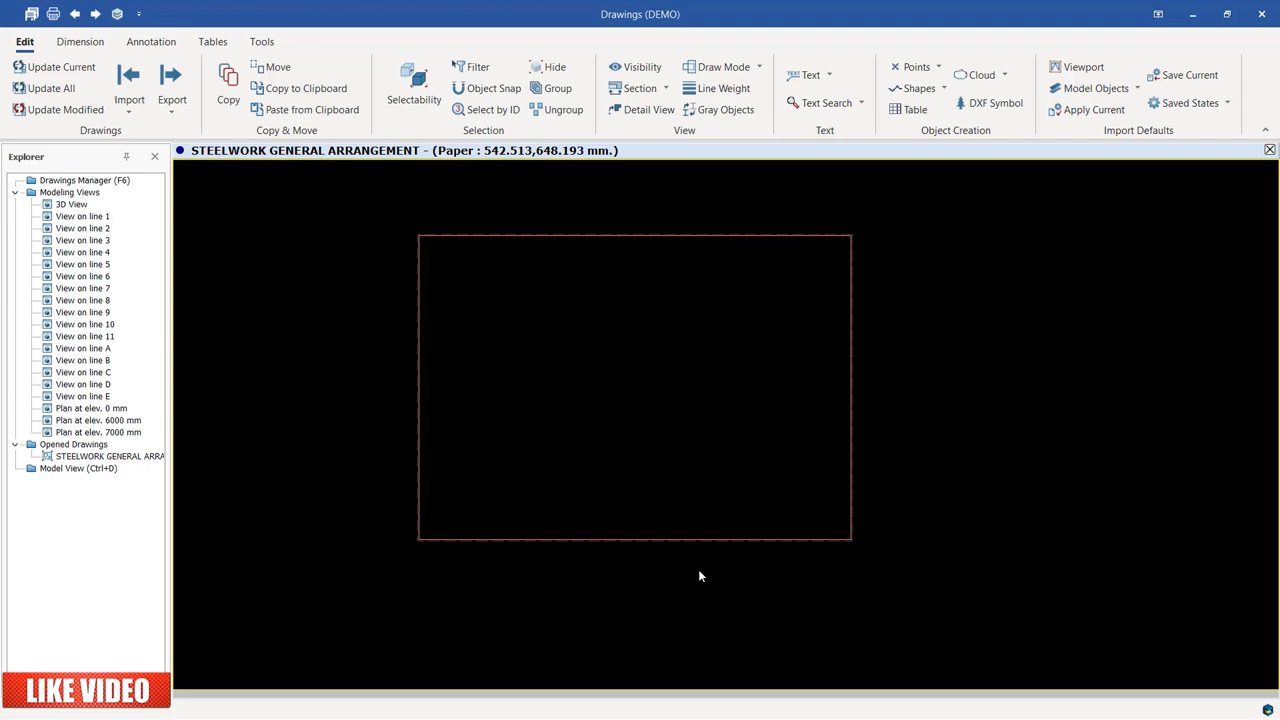 Drawings (DEMO)
Edit Dimension Annotation Tables Tools
Update Current
Update All
Update Modified
Import
Export
Drawings
Copy
Move
Copy to Clipboard
Paste from Clipboard
Copy & Move
Selectability
Filter
Object Snap
Select by ID
Hide
Group
Ungroup
Selection
Visibility
Section
Detail View
Draw Mode
Line Weight
Gray Objects
View
Text
Text Search
Text
Points
Shapes
Table
Cloud
DXF Symbol
Object Creation
Viewport
Model Objects
Apply Current
Save Current
Saved States
Import Defaults
Explorer
STEELWORK GENERAL ARRANGEMENT - (Paper : 542.513,648.193 mm.)
Drawings Manager (F6)
Modeling Views
3D View
View on line 1
View on line 2
View on line 3
View on line 4
View on line 5
View on line 6
View on line 7
View on line 8
View on line 9
View on line 10
View on line 11
View on line A
View on line B
View on line C
View on line D
View on line E
Plan at elev. 0 mm
Plan at elev. 6000 mm
Plan at elev. 7000 mm
Opened Drawings
STEELWORK GENERAL ARRA
Model View (Ctrl+D)
LIKE VIDEO